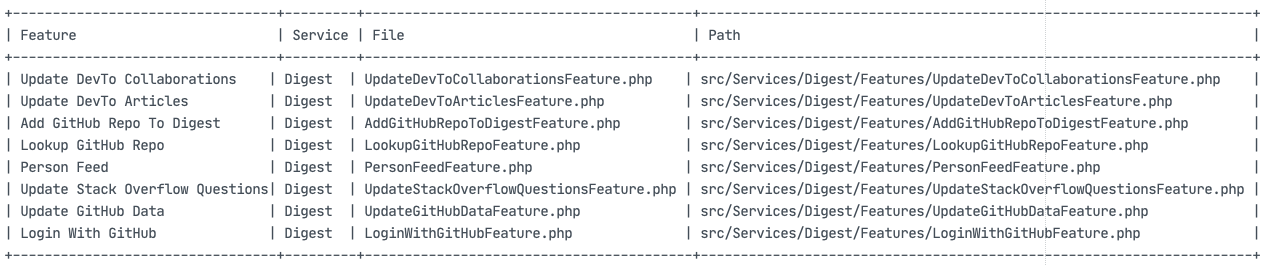 +---------------------------------+---------+-----------------------------------------+---------------------------------------------------------------------+
| Feature                         | Service | File                                    | Path                                                                |
+---------------------------------+---------+-----------------------------------------+---------------------------------------------------------------------+
| Update DevTo Collaborations    | Digest  | UpdateDevToCollaborationsFeature.php    | src/Services/Digest/Features/UpdateDevToCollaborationsFeature.php    |
| Update DevTo Articles          | Digest  | UpdateDevToArticlesFeature.php          | src/Services/Digest/Features/UpdateDevToArticlesFeature.php          |
| Add GitHub Repo To Digest      | Digest  | AddGitHubRepoToDigestFeature.php        | src/Services/Digest/Features/AddGitHubRepoToDigestFeature.php        |
| Lookup GitHub Repo             | Digest  | LookupGitHubRepoFeature.php             | src/Services/Digest/Features/LookupGitHubRepoFeature.php             |
| Person Feed                    | Digest  | PersonFeedFeature.php                   | src/Services/Digest/Features/PersonFeedFeature.php                   |
| Update Stack Overflow Questions| Digest  | UpdateStackOverflowQuestionsFeature.php | src/Services/Digest/Features/UpdateStackOverflowQuestionsFeature.php |
| Update GitHub Data             | Digest  | UpdateGitHubDataFeature.php             | src/Services/Digest/Features/UpdateGitHubDataFeature.php             |
| Login With GitHub              | Digest  | LoginWithGitHubFeature.php              | src/Services/Digest/Features/LoginWithGitHubFeature.php              |
+---------------------------------+---------+-----------------------------------------+---------------------------------------------------------------------+